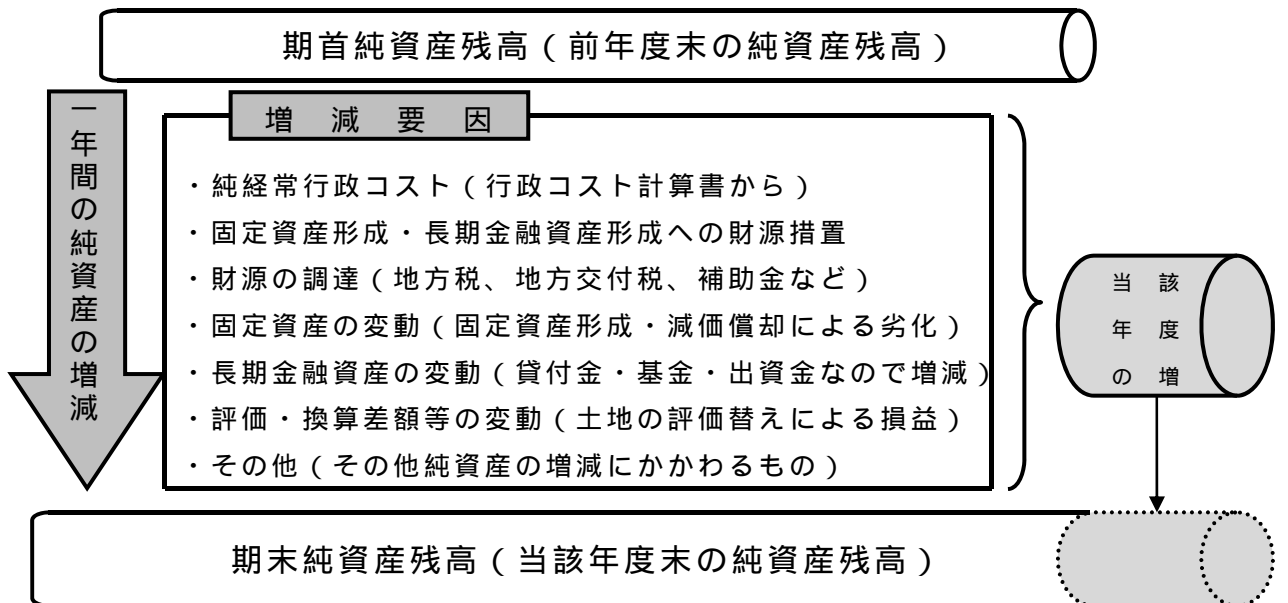 期首純資産残高（前年度末の純資産残高）
一年間の純資産の増減
増減要因
・純経常行政コスト（行政コスト計算書から）
・固定資産形成・長期金融資産形成への財源措置
・財源の調達（地方税、地方交付税、補助金など）
・固定資産の変動（固定資産形成・減価償却による劣化）
・長期金融資産の変動（貸付金・基金・出資金なので増減）
・評価・換算差額等の変動（土地の評価替えによる損益）
・その他（その他純資産の増減にかかわるもの）
当該
年度
の増
期末純資産残高（当該年度末の純資産残高）